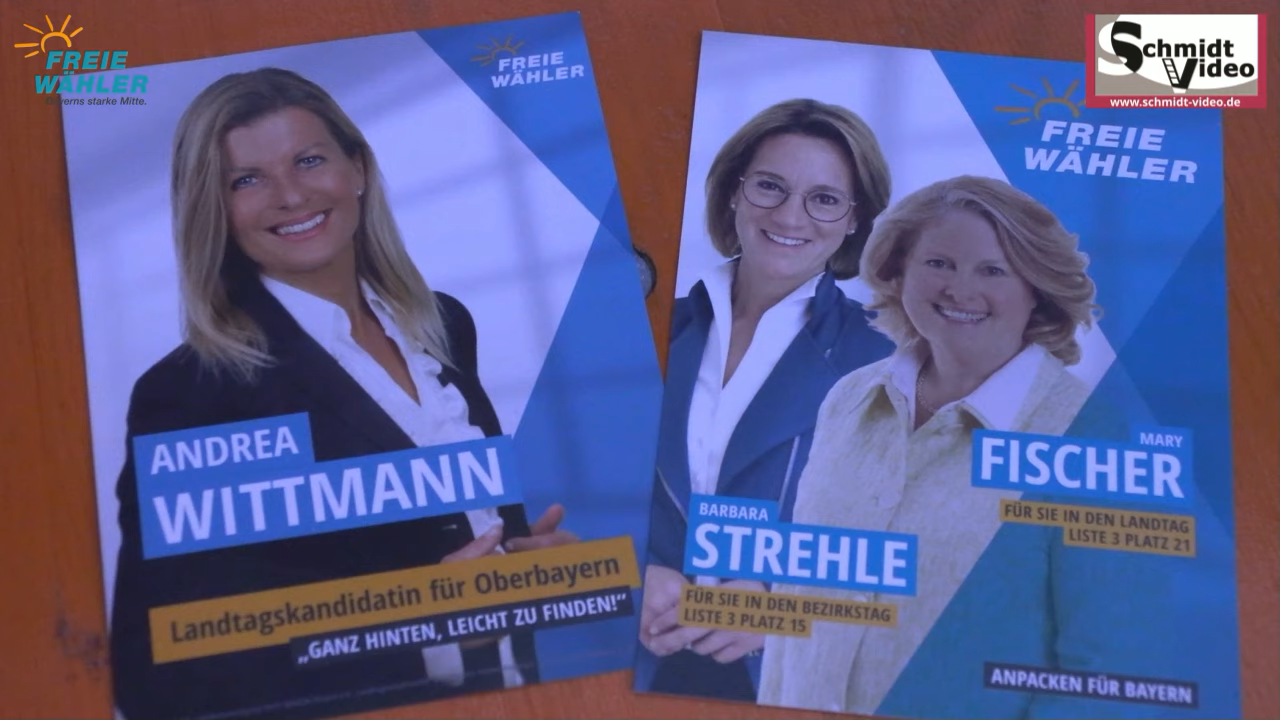 FREIE
WÄHLER
Bayerns starke Mitte.
FREIE
WÄHLER
ANDREA
WITTMANN
Landtagskandidatin für Oberbayern
„GANZ HINTEN, LEICHT ZU FINDEN!“
Schmidt
Video
www.schmidt-video.de
FREIE
WÄHLER
MARY
FISCHER
FÜR SIE IN DEN LANDTAG
LISTE 3 PLATZ 21
BARBARA
STREHLE
FÜR SIE IN DEN BEZIRKSTAG
LISTE 3 PLATZ 15
ANPACKEN FÜR BAYERN